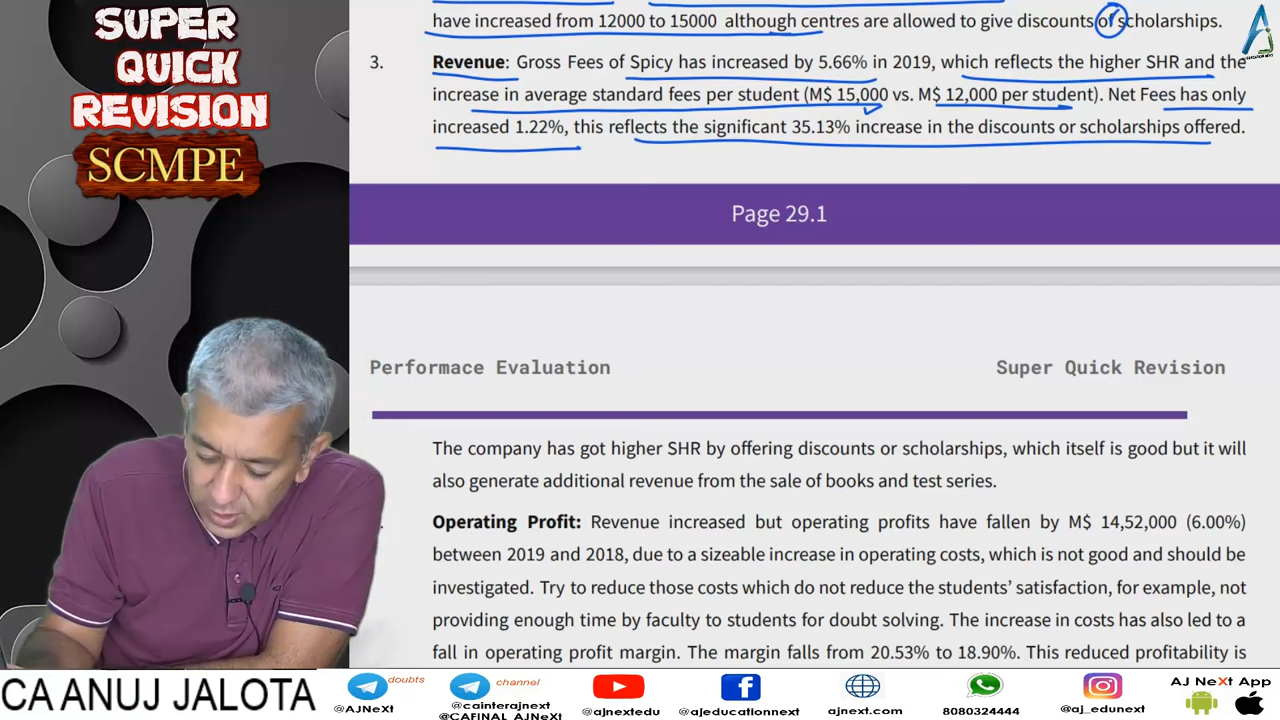 SUPER
QUICK
REVISION
SCMPE
have increased from 12000 to 15000 although centres are allowed to give discounts of scholarships.
3. Revenue: Gross Fees of Spicy has increased by 5.66% in 2019, which reflects the higher SHR and the
increase in average standard fees per student (M$ 15,000 vs. M$ 12,000 per student). Net Fees has only
increased 1.22%, this reflects the significant 35.13% increase in the discounts or scholarships offered.
Page 29.1
Performace Evaluation Super Quick Revision
The company has got higher SHR by offering discounts or scholarships, which itself is good but it will
also generate additional revenue from the sale of books and test series.
Operating Profit: Revenue increased but operating profits have fallen by M$ 14,52,000 (6.00%)
between 2019 and 2018, due to a sizeable increase in operating costs, which is not good and should be
investigated. Try to reduce those costs which do not reduce the students’ satisfaction, for example, not
providing enough time by faculty to students for doubt solving. The increase in costs has also led to a
fall in operating profit margin. The margin falls from 20.53% to 18.90%. This reduced profitability is
CA ANUJ JALOTA
doubts
@AJNeXt
channel
@cainterajnext
@CAFINAL_AJNeXt
@ajnextedu
@ajeducationnext
ajnext.com
8080324444
@aj_edunext
AJ NeXt App